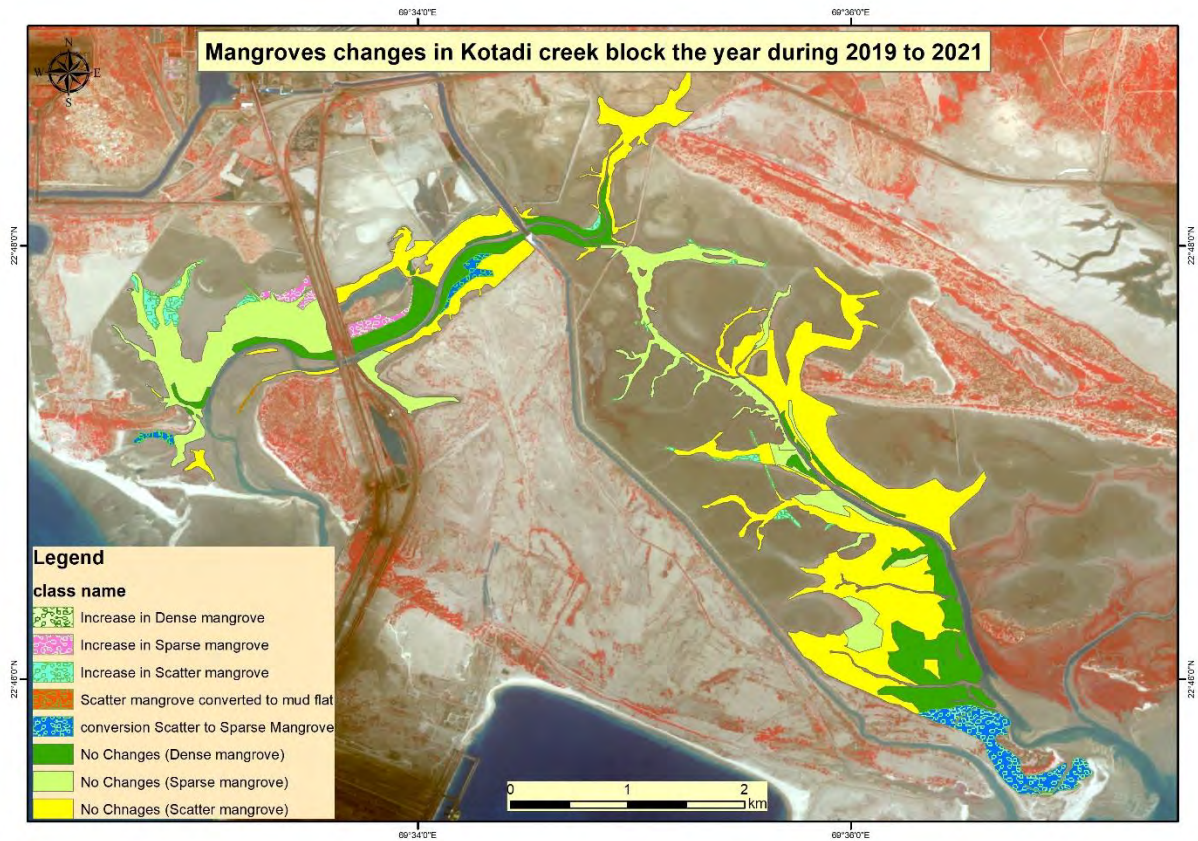 69°34'0"E
69°36'0"E
Mangroves changes in Kotadi creek block the year during 2019 to 2021
N
W E
S
22°48'0"N
22°48'0"N
Legend
class name
Increase in Dense mangrove
Increase in Sparse mangrove
Increase in Scatter mangrove
Scatter mangrove converted to mud flat
conversion Scatter to Sparse Mangrove
No Changes (Dense mangrove)
No Changes (Sparse mangrove)
No Chnages (Scatter mangrove)
22°46'0"N
22°46'0"N
0 1 2
km
69°34'0"E
69°36'0"E